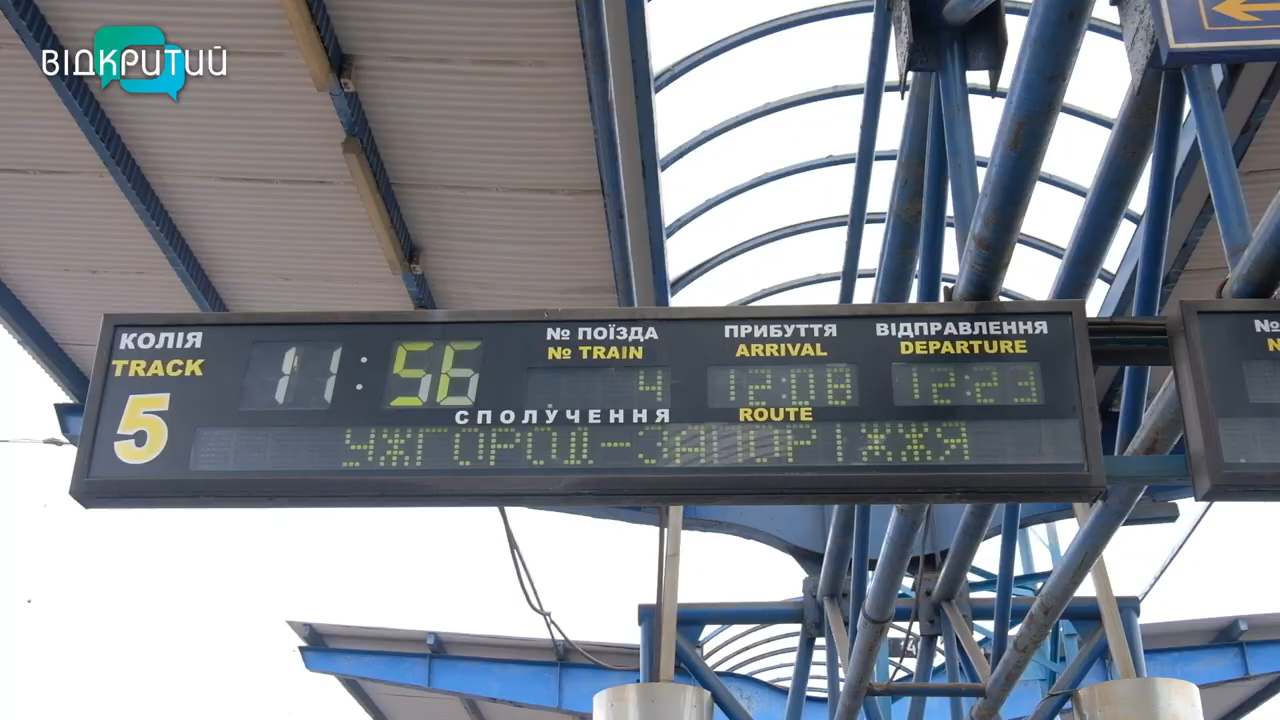 ВІДКРИТИЙ
КОЛІЯ
TRACK
5
11:56
№ ПОЇЗДА
№ TRAIN
4
ПРИБУТТЯ
ARRIVAL
12:08
ВІДПРАВЛЕННЯ
DEPARTURE
12:23
СПОЛУЧЕННЯ ROUTE
УЖГОРОД-ЗАПОРІЖЖЯ
№